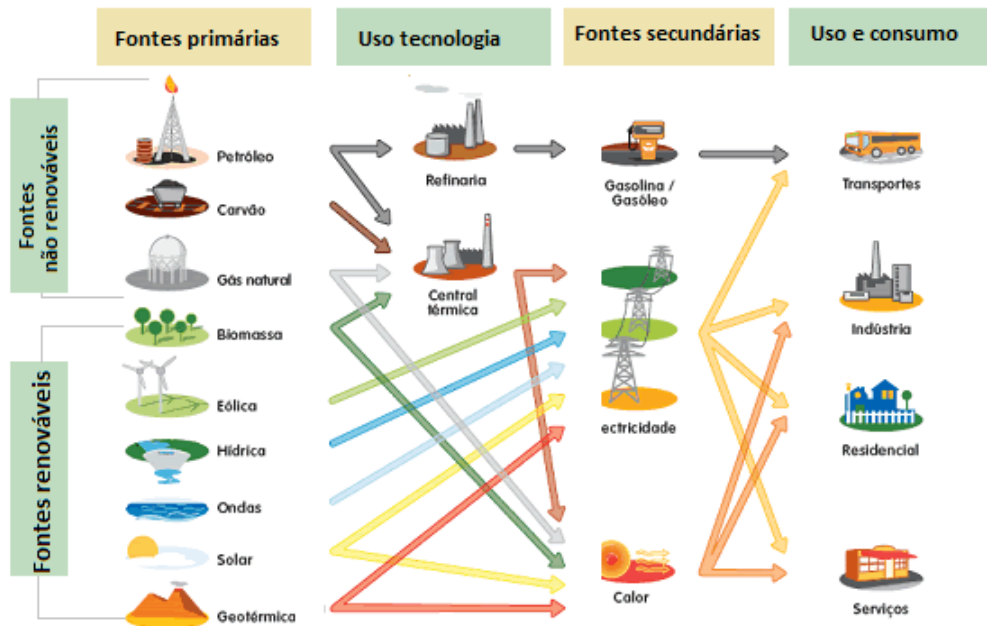 Fontes primárias
Uso tecnologia
Fontes secundárias
Uso e consumo
Fontes
não renováveis
Fontes renováveis
Petróleo
Carvão
Gás natural
Biomassa
Eólica
Hídrica
Ondas
Solar
Geotérmica
Refinaria
Central
térmica
Gasolina /
Gasóleo
ectricidade
Calor
Transportes
Indústria
Residencial
Serviços